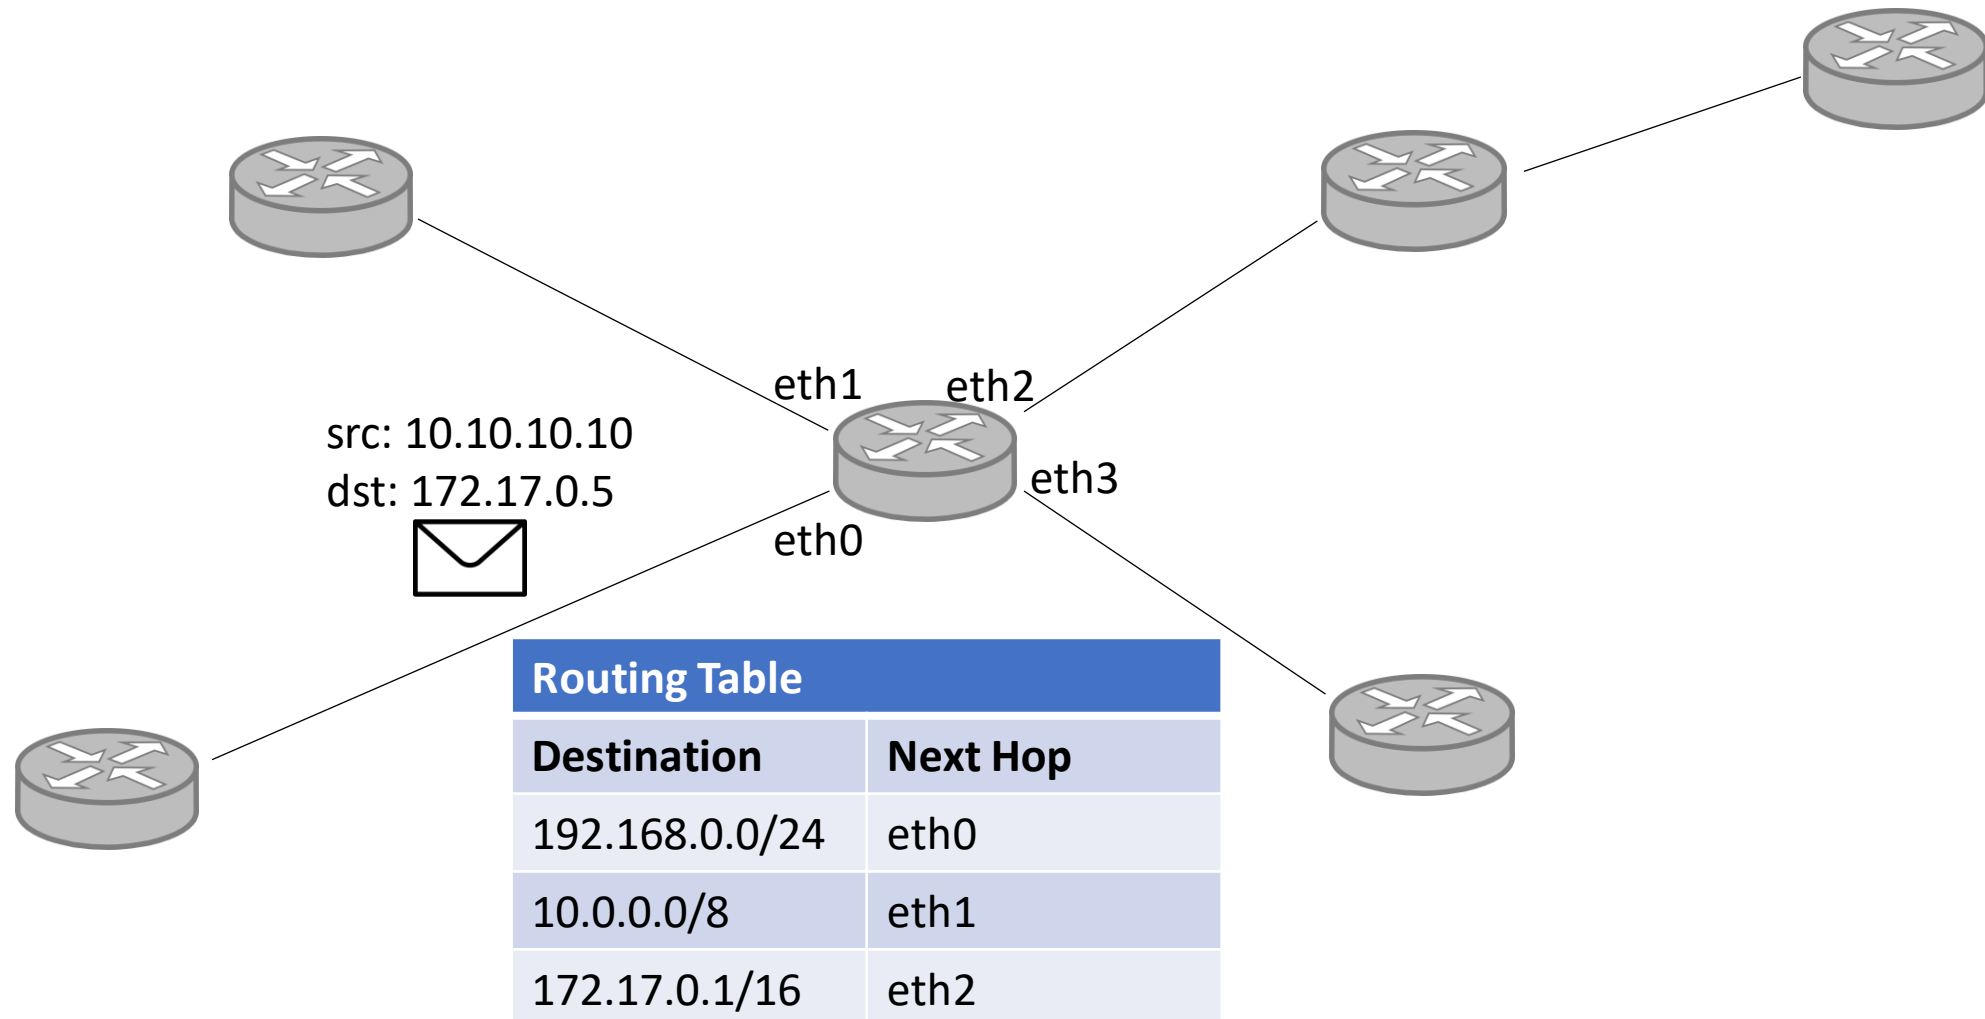 eth1
eth2
src: 10.10.10.10
dst: 172.17.0.5
eth3
eth0
Routing Table
Destination Next Hop
192.168.0.0/24 eth0
10.0.0.0/8 eth1
172.17.0.1/16 eth2